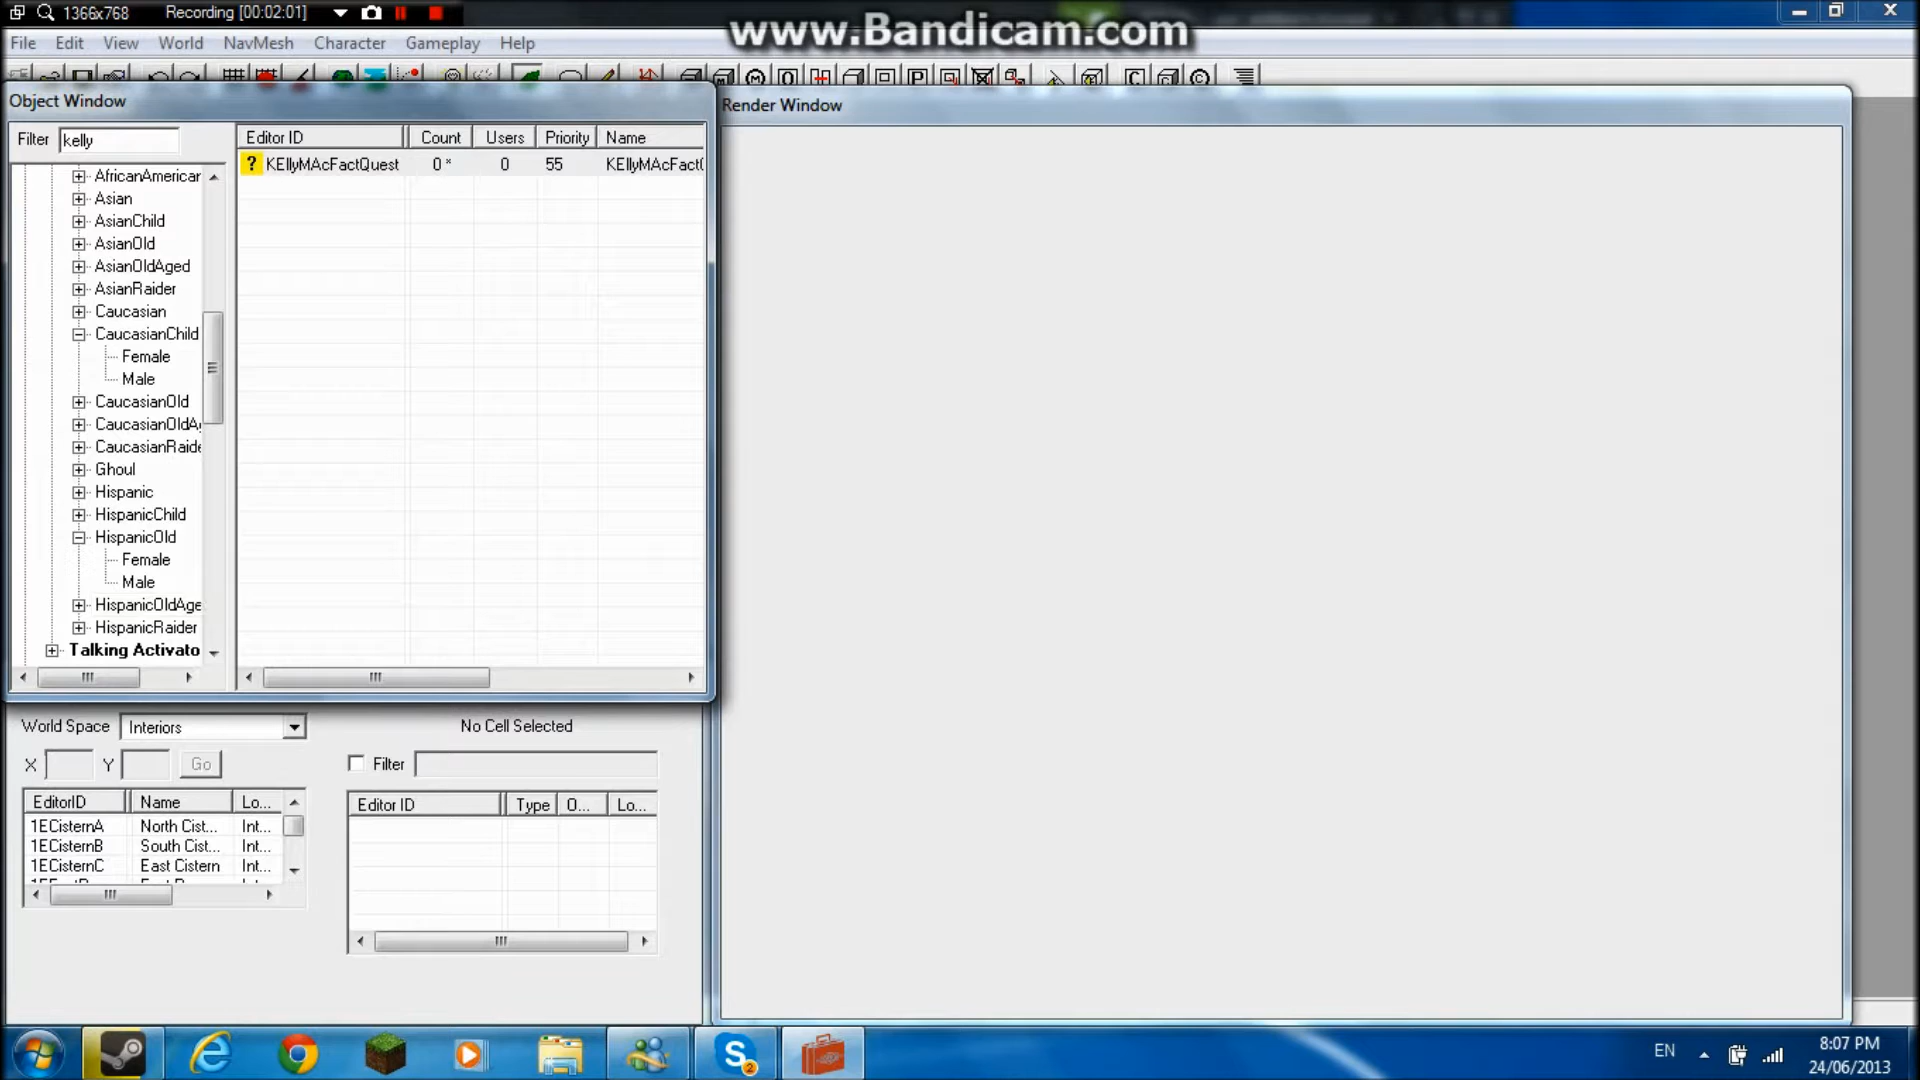 1366x768
Recording [00:02:01]
www.Bandicam.com
File Edit View World NavMesh Character Gameplay Help
Object Window
Render Window
Filter kelly
Editor ID Count Users Priority Name
KEllyMAcFactQuest 0 * 0 55 KEllyMAcFact
AfricanAmerican
Asian
AsianChild
AsianOld
AsianOldAged
AsianRaider
Caucasian
CaucasianChild
Female
Male
CaucasianOld
CaucasianOldA
CaucasianRaide
Ghoul
Hispanic
HispanicChild
HispanicOld
Female
Male
HispanicOldAge
HispanicRaider
Talking Activato
World Space Interiors
No Cell Selected
X Y Go
Filter
EditorID Name Lo...
1ECisternA North Cist... Int...
1ECisternB South Cist... Int...
1ECisternC East Cistern Int...
Editor ID Type O... Lo...
EN
8:07 PM
24/06/2013